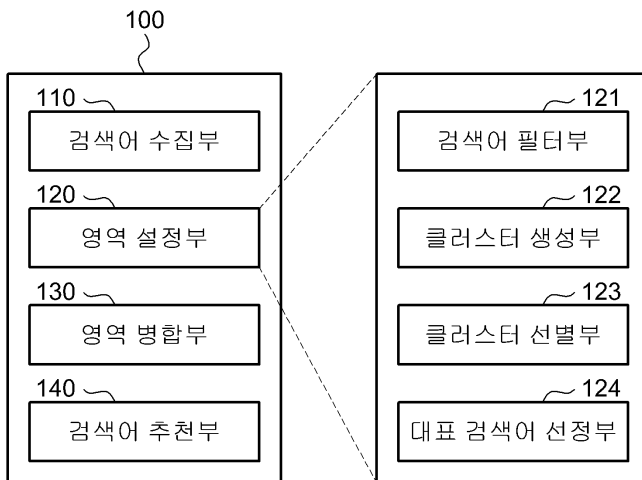 100
110
검색어 수집부
120
영역 설정부
130
영역 병합부
140
검색어 추천부
121
검색어 필터부
122
클러스터 생성부
123
클러스터 선별부
124
대표 검색어 선정부